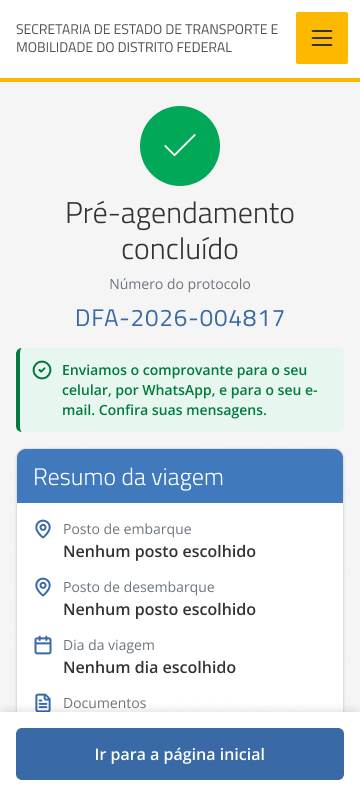 SECRETARIA DE ESTADO DE TRANSPORTE E
MOBILIDADE DO DISTRITO FEDERAL
Pré-agendamento
concluído
Número do protocolo
DFA-2026-004817
Enviamos o comprovante para o seu
celular, por WhatsApp, e para o seu e-
mail. Confira suas mensagens.
Resumo da viagem
Posto de embarque
Nenhum posto escolhido
Posto de desembarque
Nenhum posto escolhido
Dia da viagem
Nenhum dia escolhido
Documentos
Ir para a página inicial